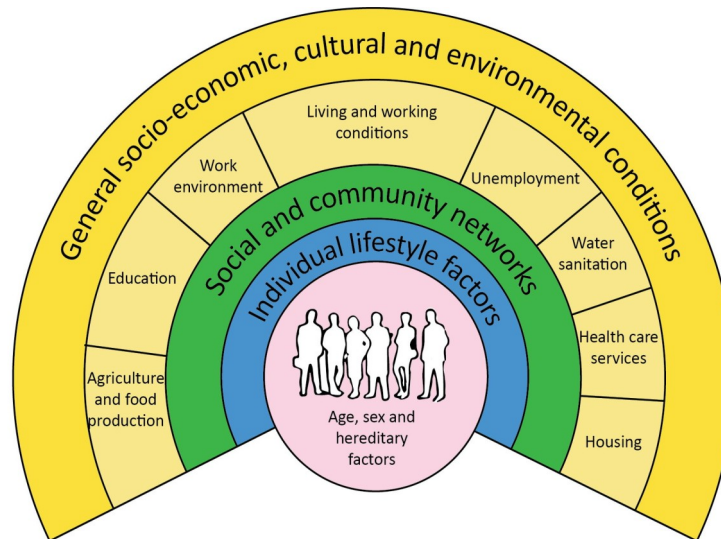 General socio-economic, cultural and environmental conditions
Living and working
conditions
Work
environment
Unemployment
Education
Water
sanitation
Agriculture
and food
production
Health care
services
Housing
Social and community networks
Individual lifestyle factors
Age, sex and
hereditary
factors